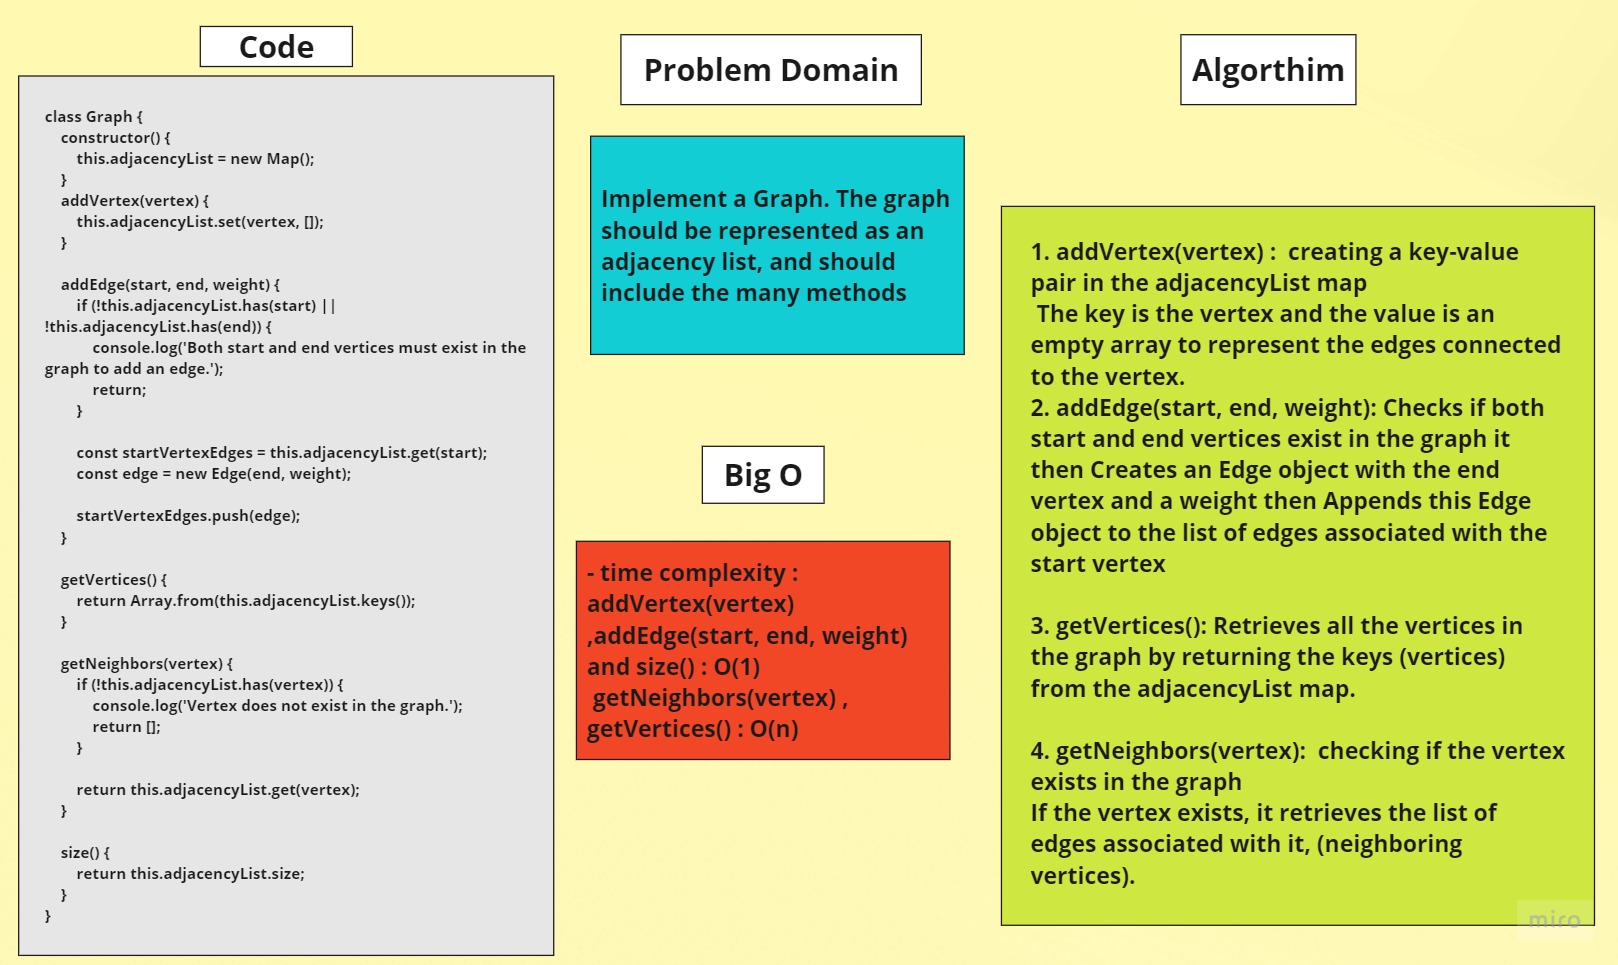 Code
class Graph {
constructor() {
this.adjacencyList = new Map();
}
addVertex(vertex) {
this.adjacencyList.set(vertex, []);
}
addEdge(start, end, weight) {
if (!this.adjacencyList.has(start) ||
!this.adjacencyList.has(end)) {
console.log('Both start and end vertices must exist in the
graph to add an edge.');
return;
}
const startVertexEdges = this.adjacencyList.get(start);
const edge = new Edge(end, weight);
startVertexEdges.push(edge);
}
getVertices() {
return Array.from(this.adjacencyList.keys());
}
getNeighbors(vertex) {
if (!this.adjacencyList.has(vertex)) {
console.log('Vertex does not exist in the graph.');
return [];
}
return this.adjacencyList.get(vertex);
}
size() {
return this.adjacencyList.size;
}
}
Problem Domain
Implement a Graph. The graph
should be represented as an
adjacency list, and should
include the many methods
Big O
- time complexity :
addVertex(vertex)
,addEdge(start, end, weight)
and size() : O(1)
getNeighbors(vertex) ,
getVertices() : O(n)
Algorthim
1. addVertex(vertex) :  creating a key-value
pair in the adjacencyList map
The key is the vertex and the value is an
empty array to represent the edges connected
to the vertex.
2. addEdge(start, end, weight): Checks if both
start and end vertices exist in the graph it
then Creates an Edge object with the end
vertex and a weight then Appends this Edge
object to the list of edges associated with the
start vertex
3. getVertices(): Retrieves all the vertices in
the graph by returning the keys (vertices)
from the adjacencyList map.
4. getNeighbors(vertex):  checking if the vertex
exists in the graph
If the vertex exists, it retrieves the list of
edges associated with it, (neighboring
vertices).
miro